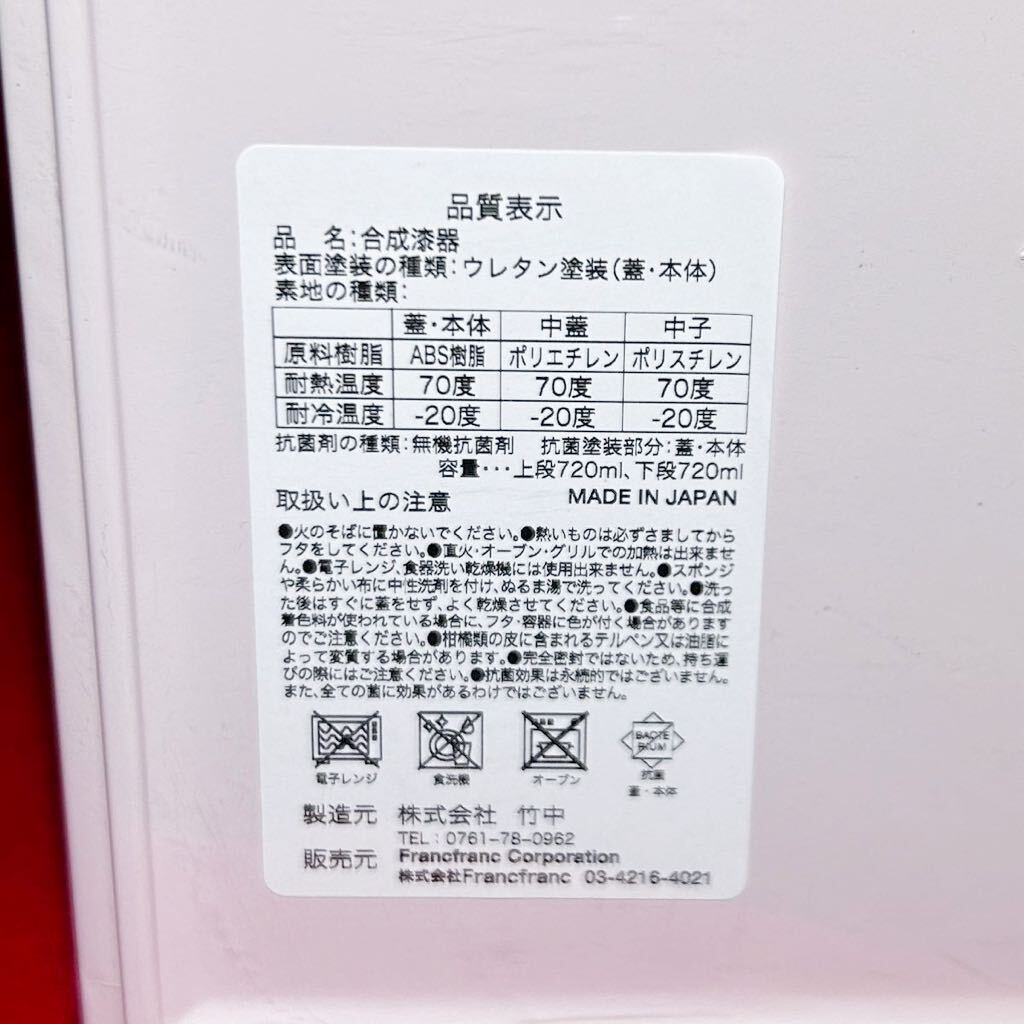 品質表示
品　名：合成漆器
表面塗装の種類：ウレタン塗装（蓋・本体）
素地の種類：
蓋・本体 中蓋 中子
原料樹脂 ABS樹脂 ポリエチレン ポリスチレン
耐熱温度 70度 70度 70度
耐冷温度 -20度 -20度 -20度
抗菌剤の種類：無機抗菌剤　抗菌塗装部分：蓋・本体
容量・・・上段720ml、下段720ml
取扱い上の注意 MADE IN JAPAN
●火のそばに置かないでください。●熱いものは必ずさましてから
フタをしてください。●直火・オーブン・グリルでの加熱は出来ませ
ん。●電子レンジ、食器洗い乾燥機には使用出来ません。●スポンジ
や柔らかい布に中性洗剤を付け、ぬるま湯で洗ってください。●洗っ
た後はすぐに蓋をせず、よく乾燥させてください。●食品等に合成
着色料が使われている場合に、フタ・容器に色が付く場合があります
のでご注意ください。●柑橘類の皮に含まれるテルペン又は油脂に
よって変質する場合があります。●完全密封ではないため、持ち運
びの際にはご注意ください。●抗菌効果は永続的ではございません。
また、全ての菌に効果があるわけではございません。
BACTE
RIUM
電子レンジ 食洗機 オーブン 抗菌
蓋・本体
製造元 株式会社 竹中
TEL：0761-78-0962
販売元 Francfranc Corporation
株式会社Francfranc 03-4216-4021